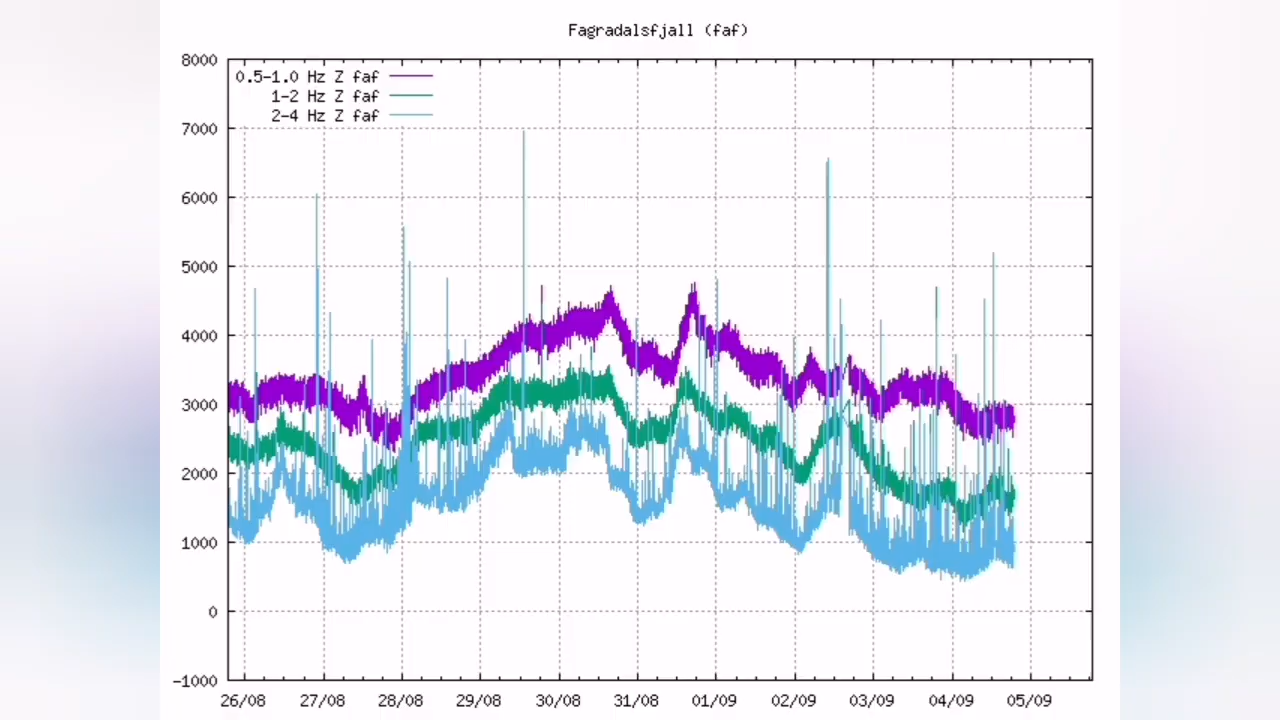 Fagradalsfjall (faf)
8000
0.5-1.0 Hz Z faf
1-2 Hz Z faf
2-4 Hz Z faf
7000
6000
5000
4000
3000
2000
1000
0
-1000
26/08 27/08 28/08 29/08 30/08 31/08 01/09 02/09 03/09 04/09 05/09